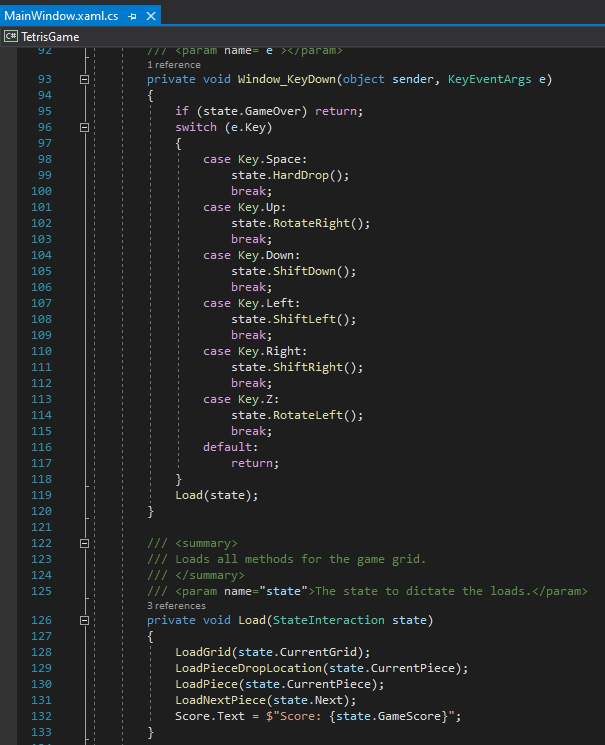 MainWindow.xaml.cs
C# TetrisGame
92 /// <param name="e"></param>
1 reference
93 private void Window_KeyDown(object sender, KeyEventArgs e)
94 {
95 if (state.GameOver) return;
96 switch (e.Key)
97 {
98 case Key.Space:
99 state.HardDrop();
100 break;
101 case Key.Up:
102 state.RotateRight();
103 break;
104 case Key.Down:
105 state.ShiftDown();
106 break;
107 case Key.Left:
108 state.ShiftLeft();
109 break;
110 case Key.Right:
111 state.ShiftRight();
112 break;
113 case Key.Z:
114 state.RotateLeft();
115 break;
116 default:
117 return;
118 }
119 Load(state);
120 }
121
122 /// <summary>
123 /// Loads all methods for the game grid.
124 /// </summary>
125 /// <param name="state">The state to dictate the loads.</param>
3 references
126 private void Load(StateInteraction state)
127 {
128 LoadGrid(state.CurrentGrid);
129 LoadPieceDropLocation(state.CurrentPiece);
130 LoadPiece(state.CurrentPiece);
131 LoadNextPiece(state.Next);
132 Score.Text = $"Score: {state.GameScore}";
133 }